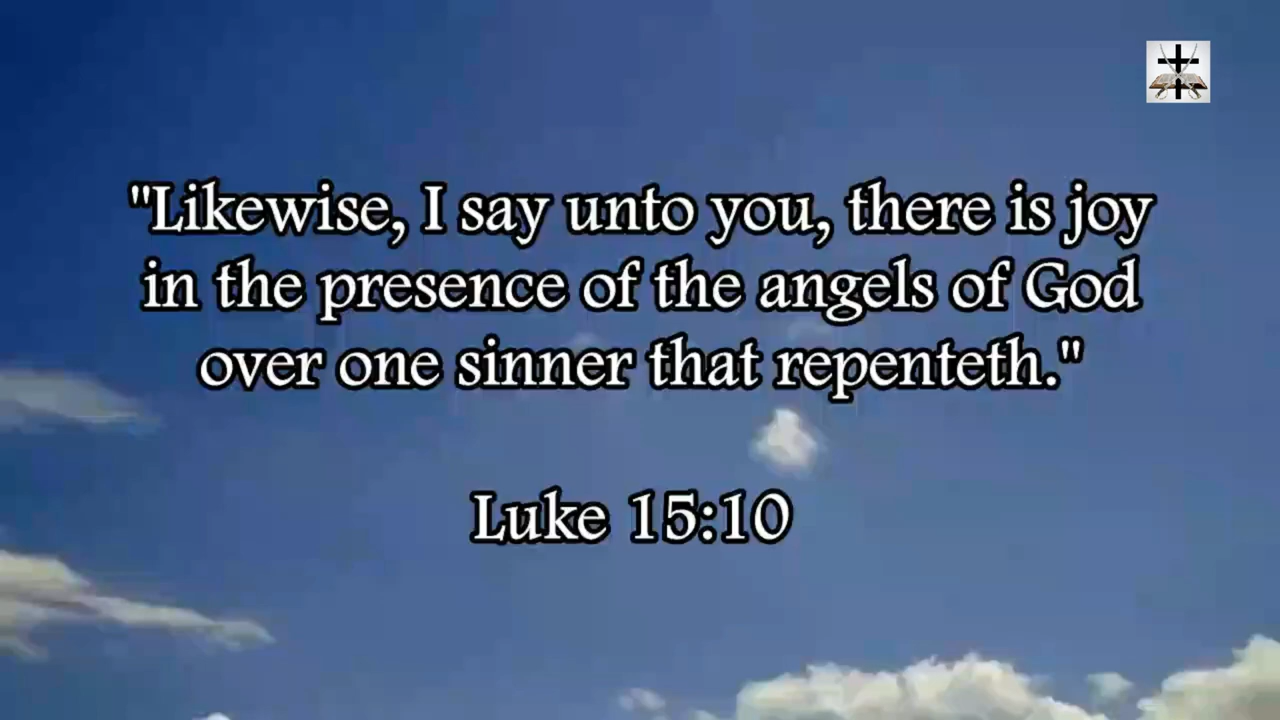 "Likewise, I say unto you, there is joy
in the presence of the angels of God
over one sinner that repenteth."
Luke 15:10